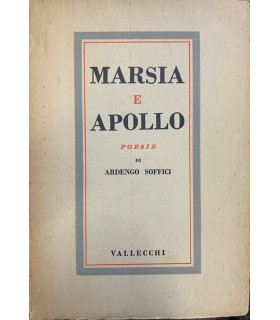 MARSIA
E
APOLLO
POESIE
DI
ARDENGO SOFFICI
VALLECCHI